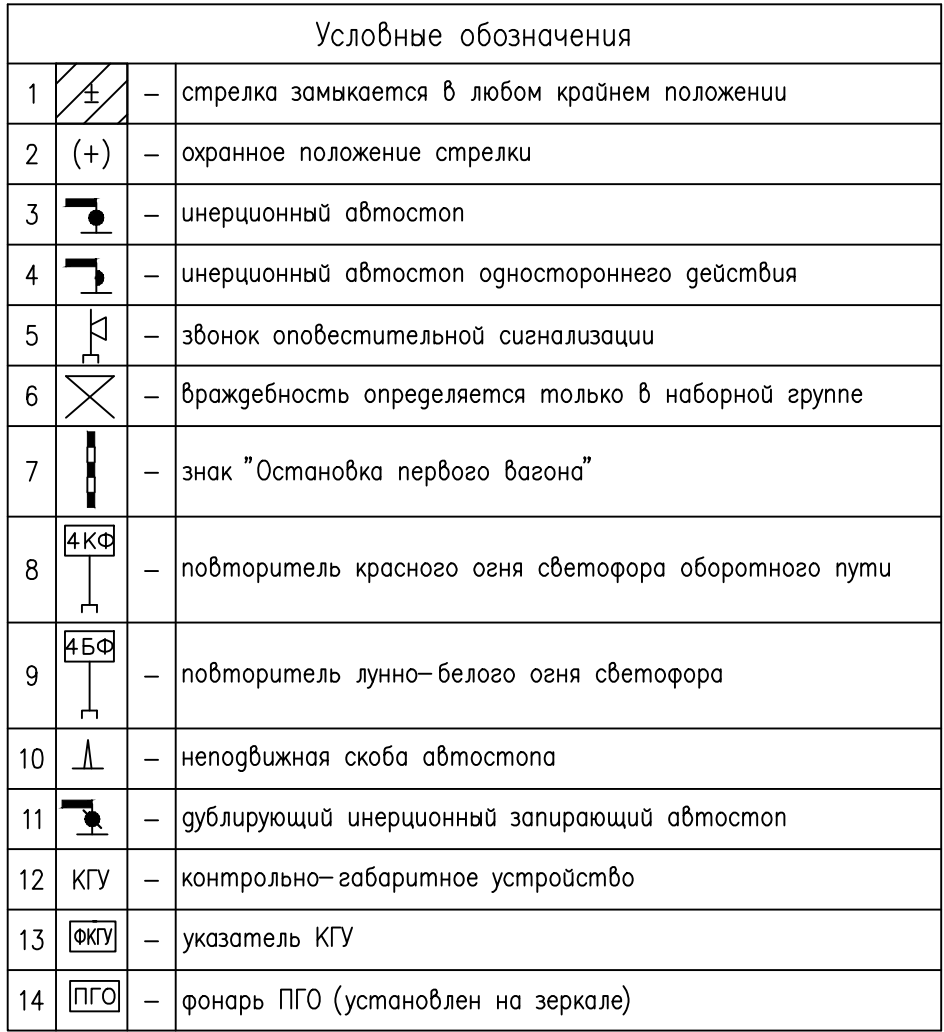 Условные обозначения
1 ± – стрелка замыкается в любом крайнем положении
2 (+) – охранное положение стрелки
3 – инерционный автостоп
4 – инерционный автостоп одностороннего действия
5 – звонок оповестительной сигнализации
6 – враждебность определяется только в наборной группе
7 – знак "Остановка первого вагона"
8 4КФ – повторитель красного огня светофора оборотного пути
9 4БФ – повторитель лунно–белого огня светофора
10 – неподвижная скоба автостопа
11 – дублирующий инерционный запирающий автостоп
12 КГУ – контрольно–габаритное устройство
13 ФКГУ – указатель КГУ
14 ПГО – фонарь ПГО (установлен на зеркале)